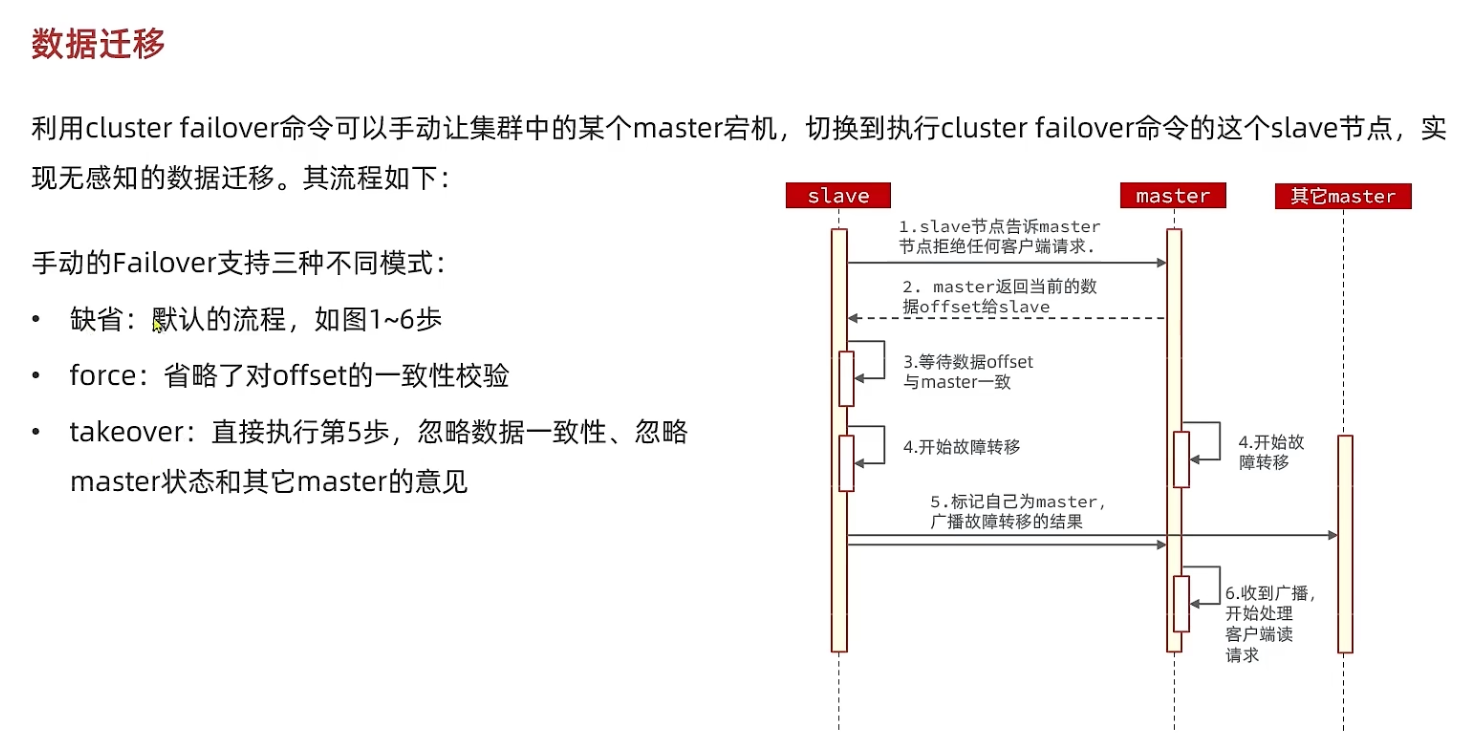 数据迁移
利用cluster failover命令可以手动让集群中的某个master宕机，切换到执行cluster failover命令的这个slave节点，实
现无感知的数据迁移。其流程如下：
手动的Failover支持三种不同模式：
• 缺省：默认的流程，如图1~6歩
• force：省略了对offset的一致性校验
• takeover：直接执行第5歩，忽略数据一致性、忽略
master状态和其它master的意见
slave
master
其它master
1.slave节点告诉master
节点拒绝任何客户端请求.
2. master返回当前的数
据offset给slave
3.等待数据offset
与master一致
4.开始故障转移
4.开始故
障转移
5.标记自己为master，
广播故障转移的结果
6.收到广播，
开始处理
客户端读
请求